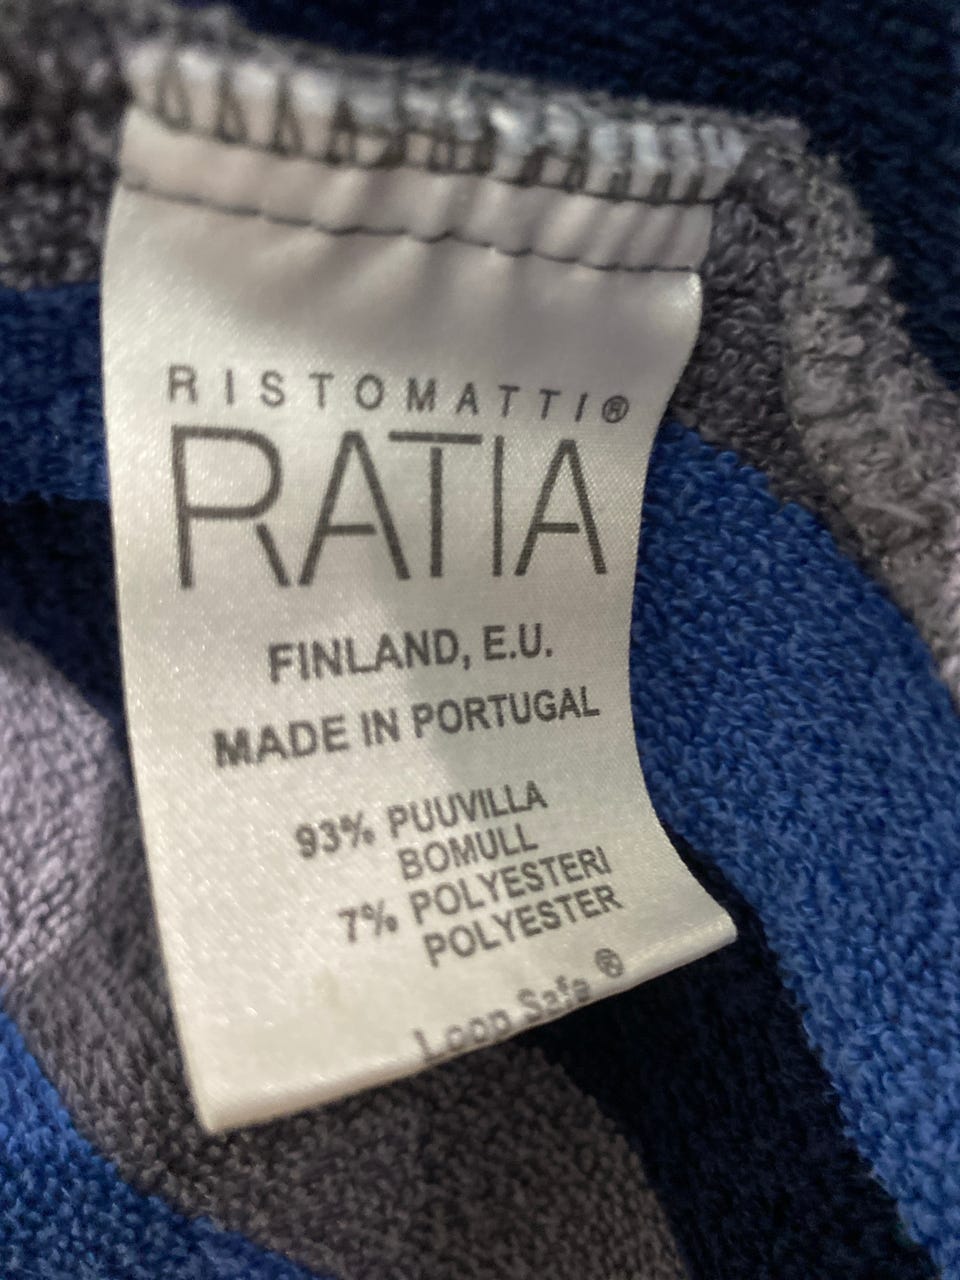 RISTOMATTI®
RATIA
FINLAND, E.U.
MADE IN PORTUGAL
93% PUUVILLA
BOMULL
7% POLYESTERI
POLYESTER
Loop Safe ®